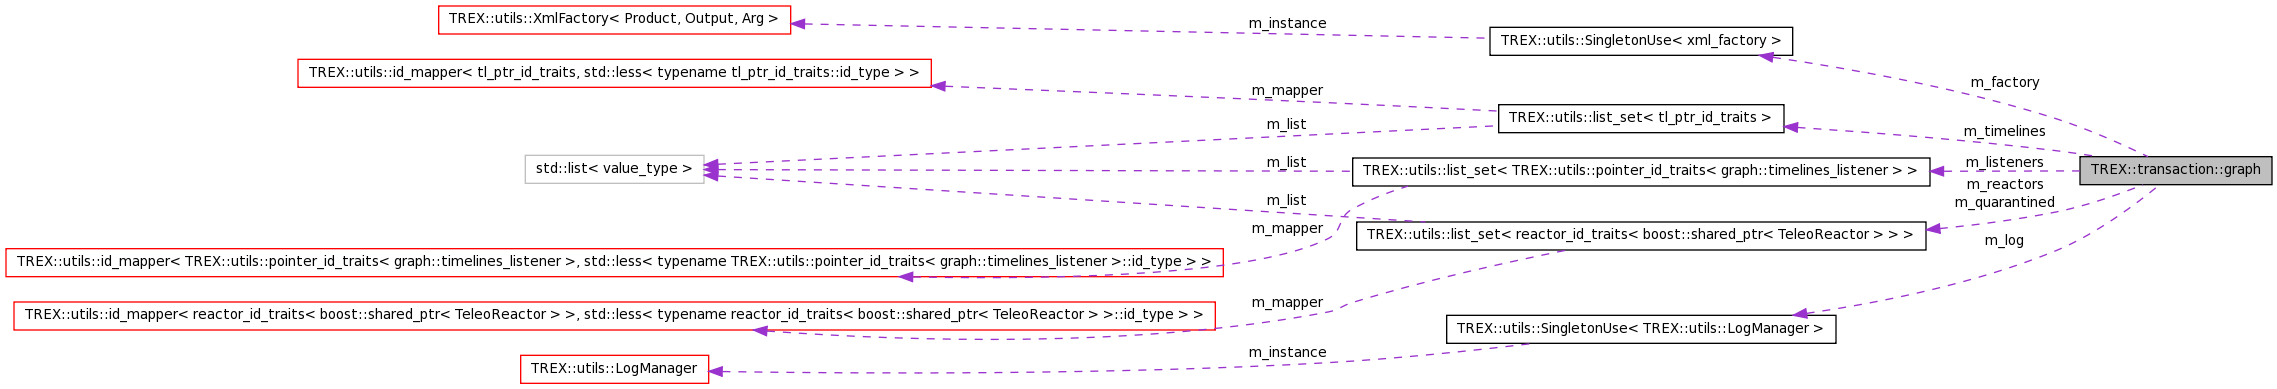 TREX::utils::XmlFactory< Product, Output, Arg >
m_instance
TREX::utils::SingletonUse< xml_factory >
TREX::utils::id_mapper< tl_ptr_id_traits, std::less< typename tl_ptr_id_traits::id_type > >
m_mapper
m_factory
TREX::utils::list_set< tl_ptr_id_traits >
m_list
m_timelines
std::list< value_type >
m_list
TREX::utils::list_set< TREX::utils::pointer_id_traits< graph::timelines_listener > >
m_listeners
TREX::transaction::graph
m_reactors
m_quarantined
m_list
m_mapper
TREX::utils::list_set< reactor_id_traits< boost::shared_ptr< TeleoReactor > > >
m_log
TREX::utils::id_mapper< TREX::utils::pointer_id_traits< graph::timelines_listener >, std::less< typename TREX::utils::pointer_id_traits< graph::timelines_listener >::id_type > >
m_mapper
TREX::utils::id_mapper< reactor_id_traits< boost::shared_ptr< TeleoReactor > >, std::less< typename reactor_id_traits< boost::shared_ptr< TeleoReactor > >::id_type > >
TREX::utils::SingletonUse< TREX::utils::LogManager >
m_instance
TREX::utils::LogManager